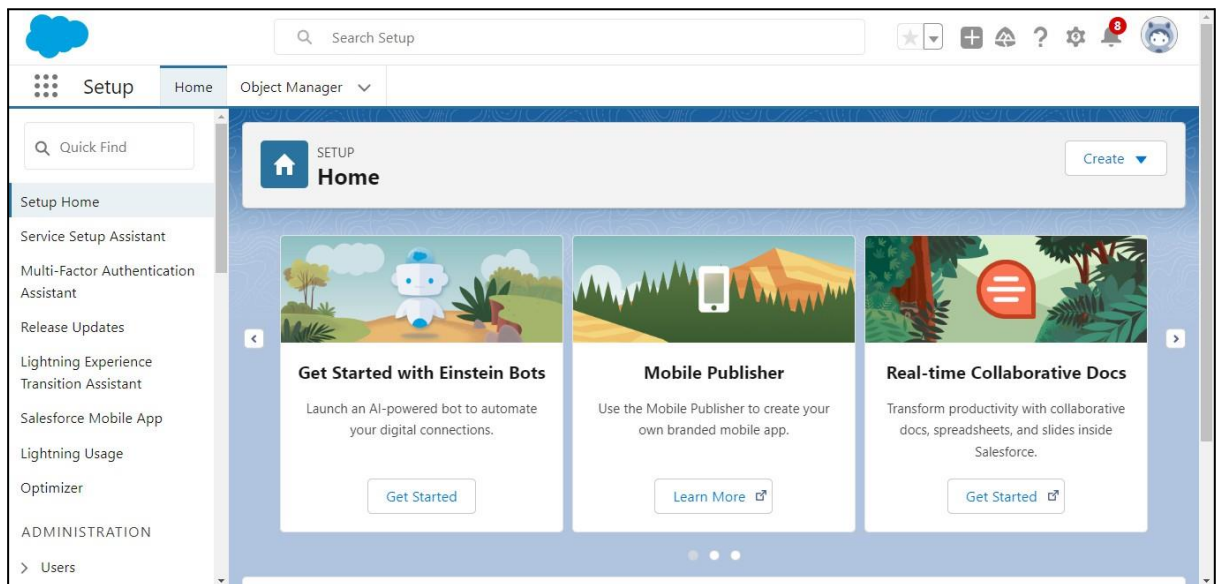 Search Setup
8
Setup
Home
Object Manager
Quick Find
Setup Home
Service Setup Assistant
Multi-Factor Authentication
Assistant
Release Updates
Lightning Experience
Transition Assistant
Salesforce Mobile App
Lightning Usage
Optimizer
ADMINISTRATION
Users
SETUP
Home
Create
Get Started with Einstein Bots
Launch an AI-powered bot to automate
your digital connections.
Get Started
Mobile Publisher
Use the Mobile Publisher to create your
own branded mobile app.
Learn More
Real-time Collaborative Docs
Transform productivity with collaborative
docs, spreadsheets, and slides inside
Salesforce.
Get Started